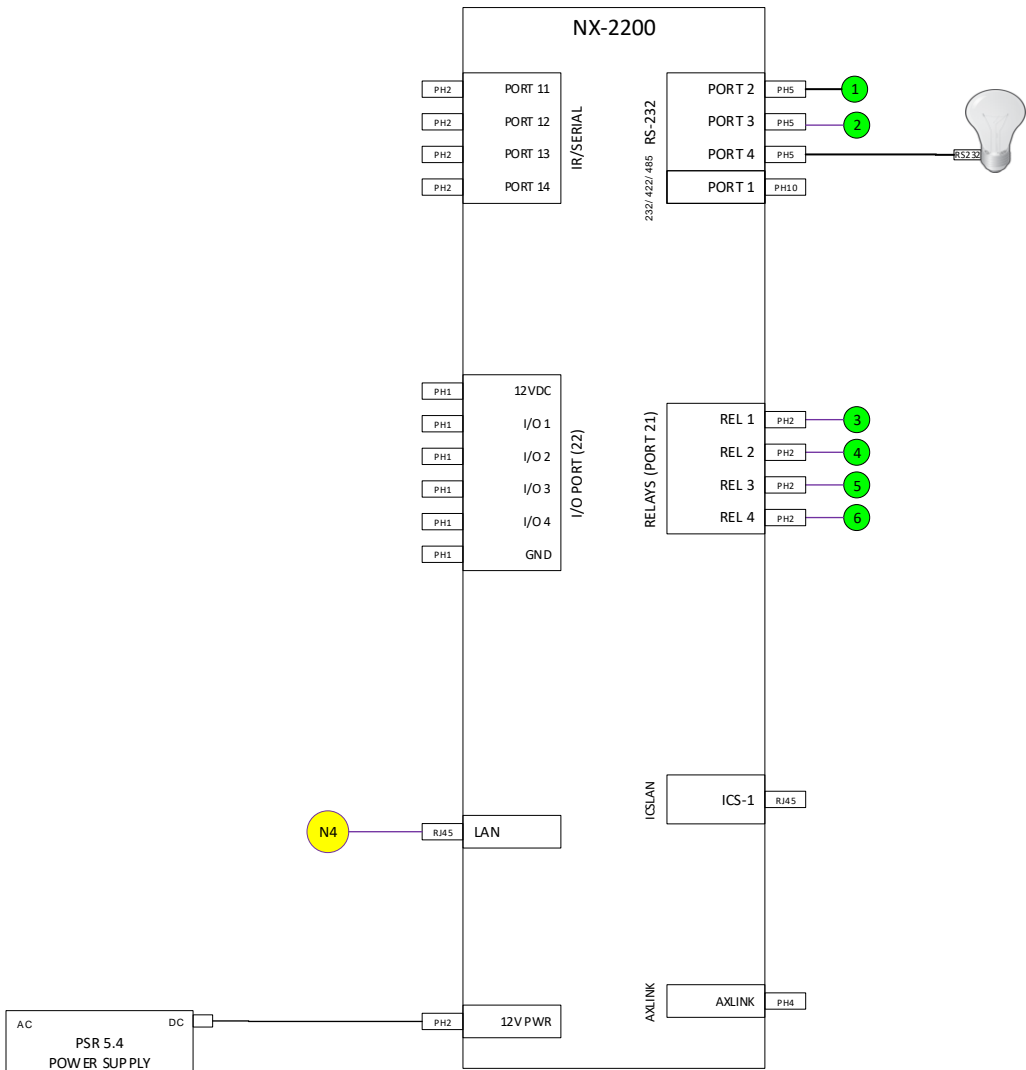 NX-2200
PH2 PORT 11
PH2 PORT 12
PH2 PORT 13
PH2 PORT 14
IR/SERIAL
232/ 422/ 485 RS-232
PORT 2 PH5 1
PORT 3 PH5 2
PORT 4 PH5 RS232
PORT 1 PH10
PH1 12VDC
PH1 I/O 1
PH1 I/O 2
PH1 I/O 3
PH1 I/O 4
PH1 GND
I/O PORT (22)
RELAYS (PORT 21)
REL 1 PH2 3
REL 2 PH2 4
REL 3 PH2 5
REL 4 PH2 6
ICSLAN
ICS-1 RJ45
N4 RJ45 LAN
AXLINK
AXLINK PH4
PH2 12V PWR
AC DC
PSR 5.4
POWER SUPPLY